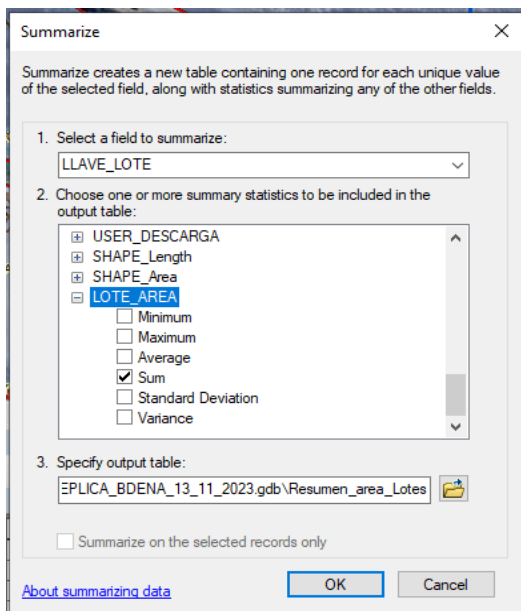 Summarize
Summarize creates a new table containing one record for each unique value
of the selected field, along with statistics summarizing any of the other fields.
1. Select a field to summarize:
LLAVE_LOTE
2. Choose one or more summary statistics to be included in the
output table:
USER_DESCARGA
SHAPE_Length
SHAPE_Area
LOTE_AREA
Minimum
Maximum
Average
Sum
Standard Deviation
Variance
3. Specify output table:
EPLICA_BDENA_13_11_2023.gdb\Resumen_area_Lotes
Summarize on the selected records only
About summarizing data
OK
Cancel